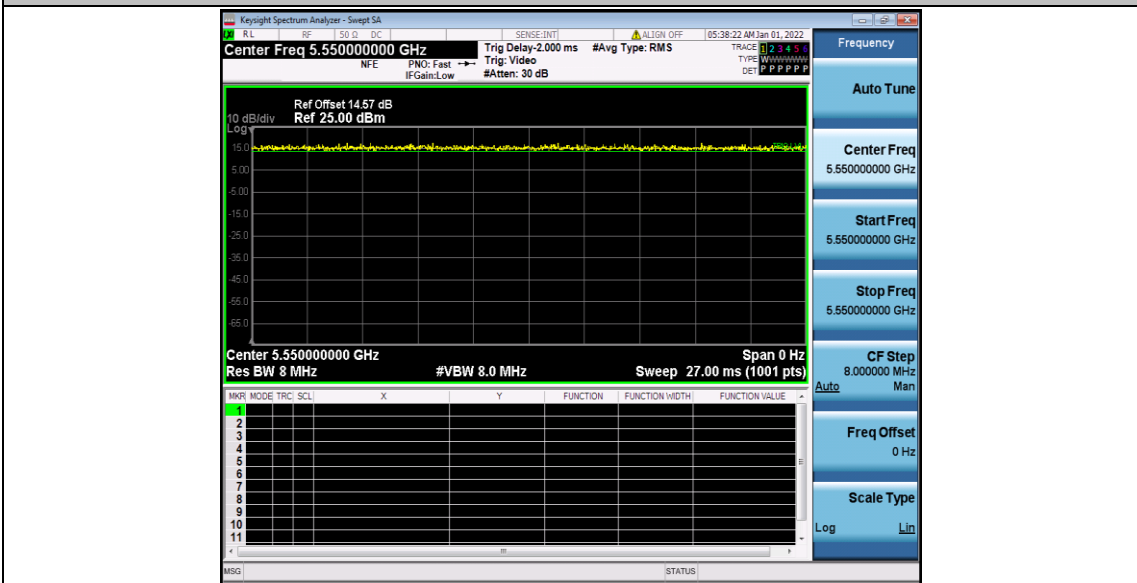 Keysight Spectrum Analyzer - Swept SA
RL RF 50 Ω DC SENSE:INT ALIGN OFF 05:38:22 AM Jan 01, 2022
Center Freq 5.550000000 GHz
NFE
PNO: Fast
IFGain:Low
Trig Delay-2.000 ms
Trig: Video
#Atten: 30 dB
#Avg Type: RMS
TRACE 1 2 3 4 5 6
TYPE WWWWWW
DET P P P P P P
Ref Offset 14.57 dB
10 dB/div Ref 25.00 dBm
Log
15.0
5.00
-5.00
-15.0
-25.0
-35.0
-45.0
-55.0
-65.0
Center 5.550000000 GHz Span 0 Hz
Res BW 8 MHz #VBW 8.0 MHz Sweep 27.00 ms (1001 pts)
MKR MODE TRC SCL X Y FUNCTION FUNCTION WIDTH FUNCTION VALUE
1
2
3
4
5
6
7
8
9
10
11
MSG STATUS
Frequency
Auto Tune
Center Freq
5.550000000 GHz
Start Freq
5.550000000 GHz
Stop Freq
5.550000000 GHz
CF Step
8.000000 MHz
Auto Man
Freq Offset
0 Hz
Scale Type
Log Lin